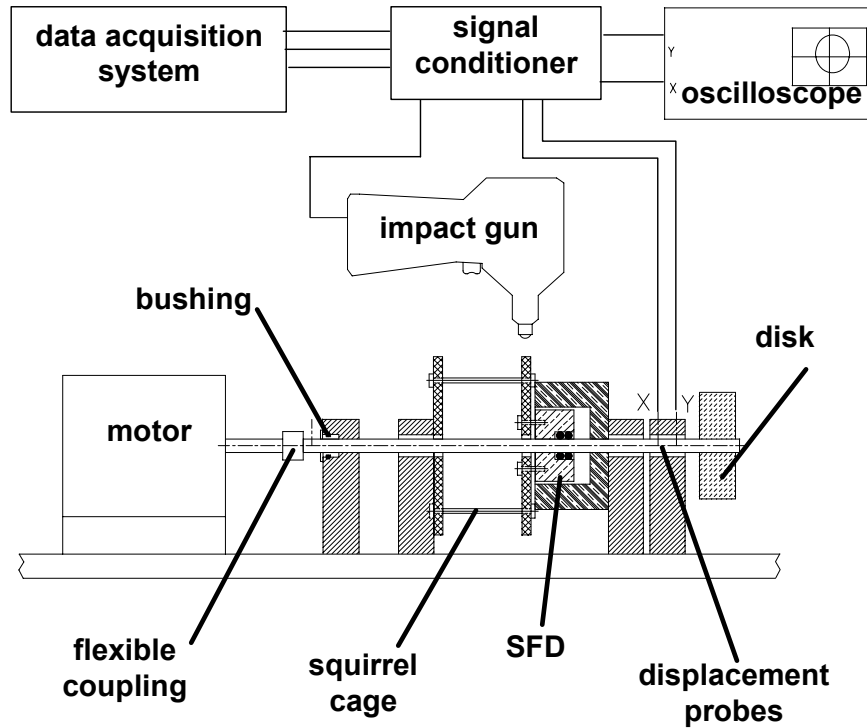 data acquisition
system
signal
conditioner
Y
X
oscilloscope
impact gun
bushing
disk
X Y
motor
flexible
coupling
squirrel
cage
SFD
displacement
probes